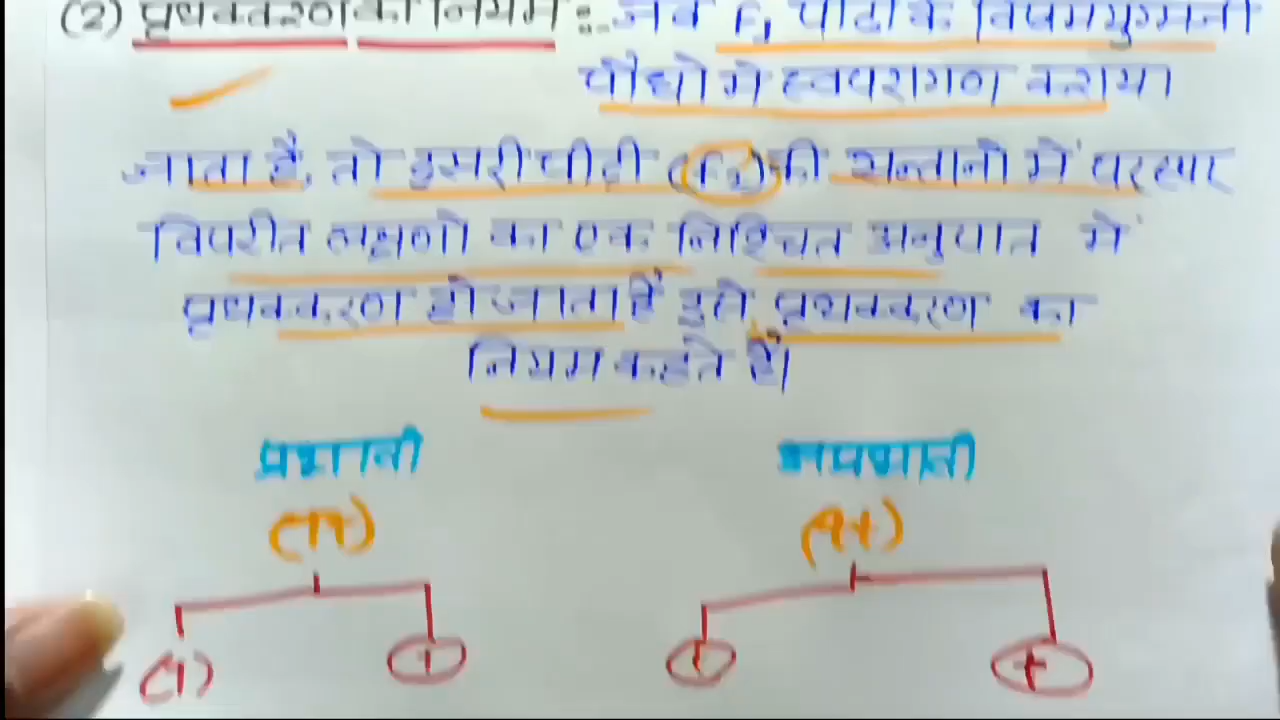 (2) पृथक्करण का नियम :- जब F₁ पीढी के विषमयुग्मनी
पौधो मे स्वपरागण कराया
जाता है, तो दुसरी पीढी (F₂) की सन्तानो में परस्पर
विपरीत लक्षणो का एक निश्चित अनुपात में
पृथक्करण हो जाता हैं इसे पृथक्करण का
नियम कहते हैं।
प्रभावी अप्रभावी